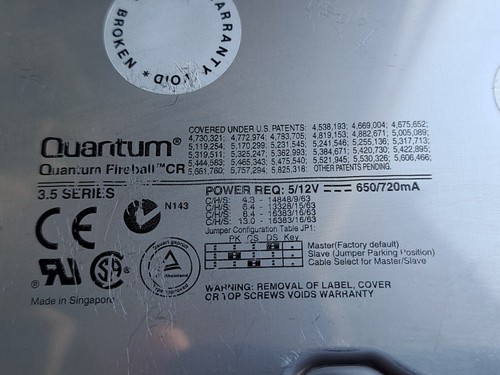 WARRANTY VOID * BROKEN
COVERED UNDER U.S. PATENTS: 4,538,193; 4,669,004; 4,675,652;
4,730,321; 4,772,974; 4,783,705; 4,819,153; 4,882,671; 5,005,089;
5,119,254; 5,170,299; 5,231,545; 5,241,546; 5,255,136; 5,317,713;
5,319,511; 5,325,247; 5,362,993; 5,384,671; 5,420,730; 5,422,895;
5,444,583; 5,465,343; 5,475,540; 5,521,945; 5,530,326; 5,606,466;
5,661,760; 5,757,294; 5,825,318; OTHER PATENTS PENDING.
Quantum®
Quantum Fireball™CR
3.5 SERIES
POWER REQ: 5/12V 650/720mA
C/H/S: 4.3 - 14848/9/63
C/H/S: 6.4 - 13328/15/63
C/H/S: 8.4 - 16383/16/63
C/H/S: 13.0 - 16383/16/63
Jumper Configuration Table JP1:
PK CS DS Key
Master(Factory default)
Slave (Jumper Parking Position)
Cable Select for Master/Slave
CE
N143
Rheinland
Made in Singapore
WARNING: REMOVAL OF LABEL, COVER
OR TOP SCREWS VOIDS WARRANTY